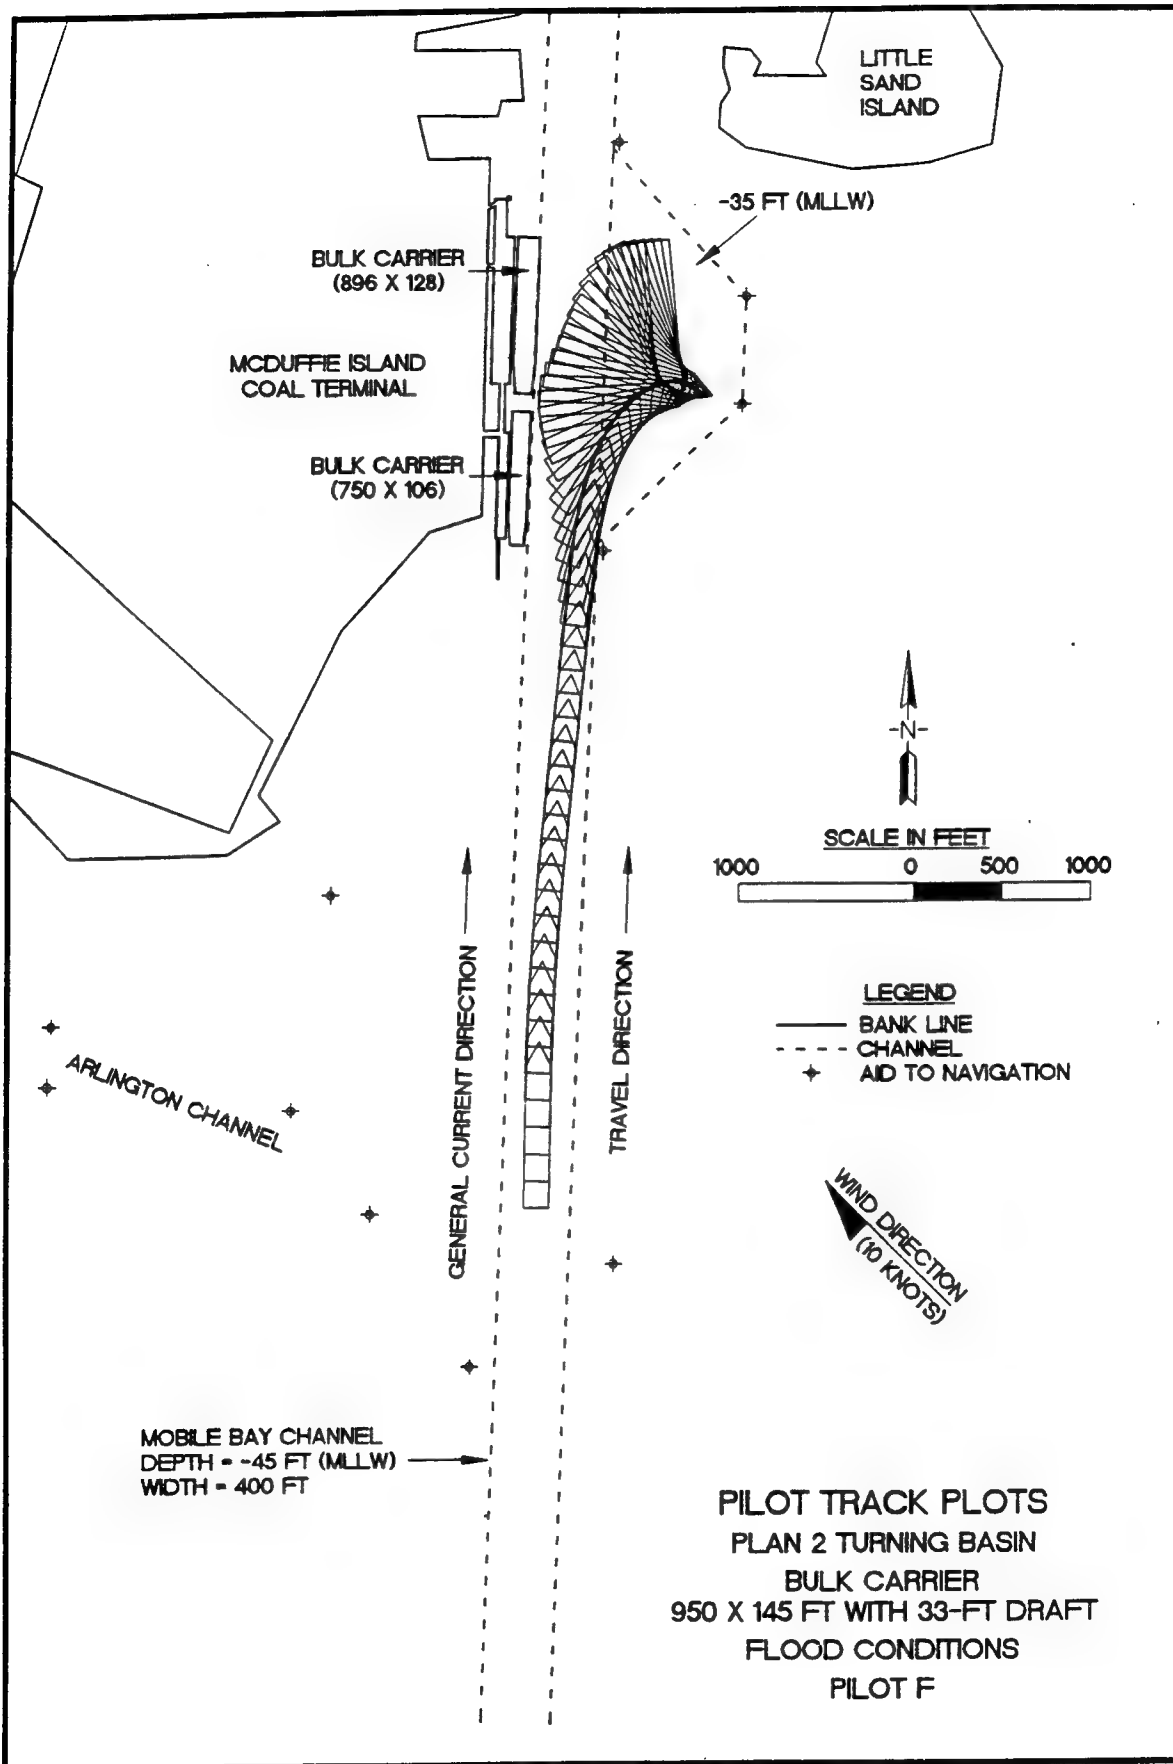 LITTLE
SAND
ISLAND
-35 FT (MLLW)
BULK CARRIER
(896 X 128)
MCDUFFIE ISLAND
COAL TERMINAL
BULK CARRIER
(750 X 106)
-N-
SCALE IN FEET
1000 0 500 1000
GENERAL CURRENT DIRECTION
TRAVEL DIRECTION
LEGEND
BANK LINE
CHANNEL
AID TO NAVIGATION
ARLINGTON CHANNEL
WIND DIRECTION
(10 KNOTS)
MOBILE BAY CHANNEL
DEPTH = -45 FT (MLLW)
WIDTH = 400 FT
PILOT TRACK PLOTS
PLAN 2 TURNING BASIN
BULK CARRIER
950 X 145 FT WITH 33-FT DRAFT
FLOOD CONDITIONS
PILOT F